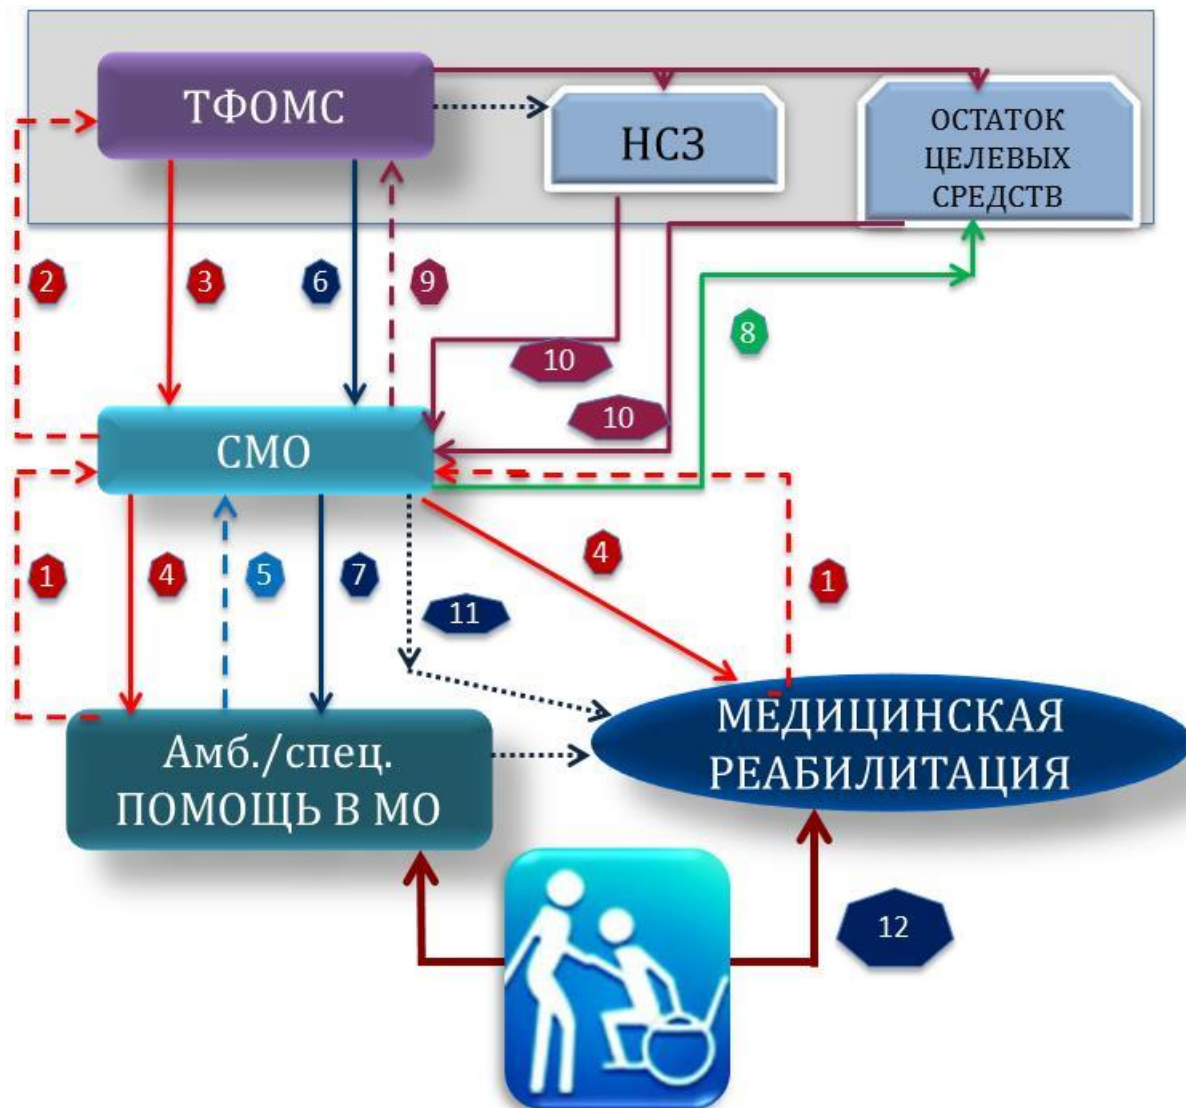 ТФОМС
НСЗ
ОСТАТОК
ЦЕЛЕВЫХ
СРЕДСТВ
2
3
6
9
8
10
10
СМО
1
4
5
7
4
1
11
Амб./спец.
ПОМОЩЬ В МО
МЕДИЦИНСКАЯ
РЕАБИЛИТАЦИЯ
12